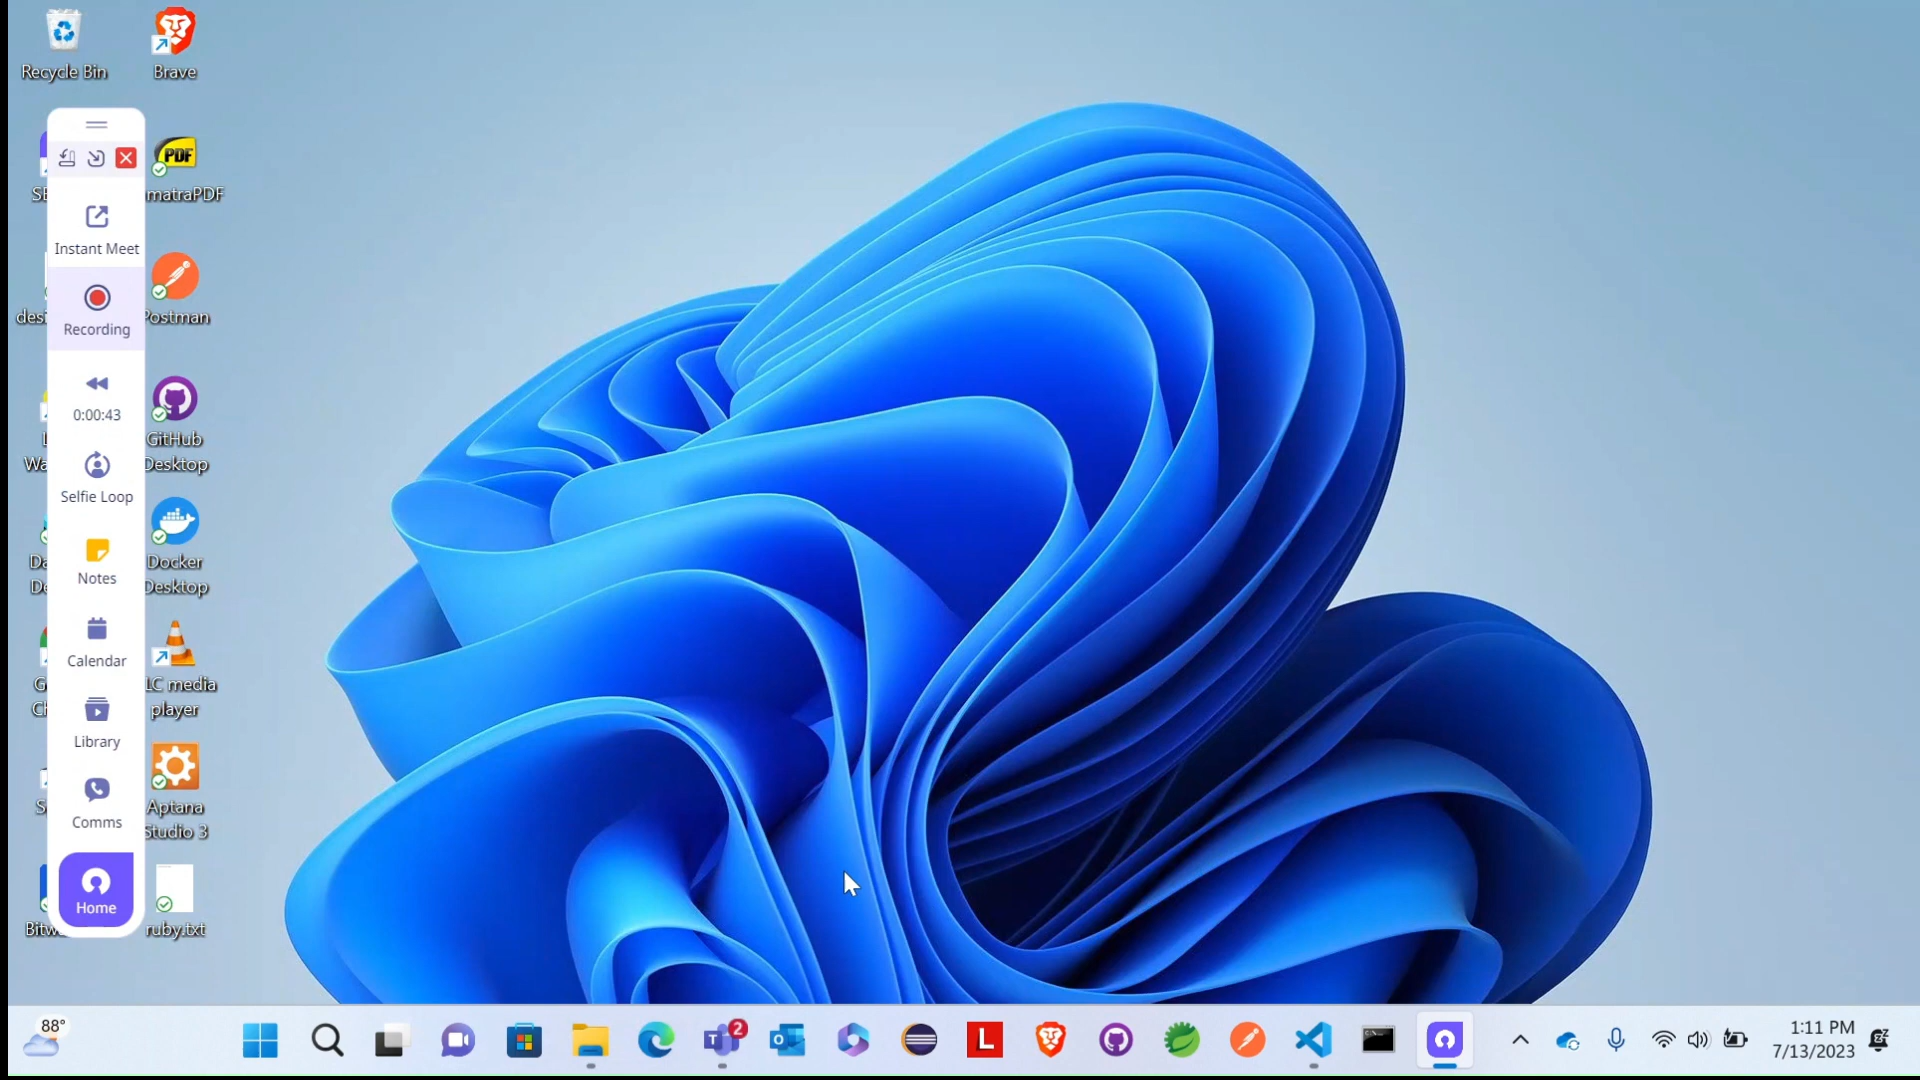 Recycle Bin
Brave
PDF
matraPDF
Instant Meet
Recording
Postman
0:00:43
GitHub
Desktop
Selfie Loop
Docker
Desktop
Notes
Calendar
LC media
player
Library
Aptana
Studio 3
Comms
Home
ruby.txt
88°
2
L
1:11 PM
7/13/2023